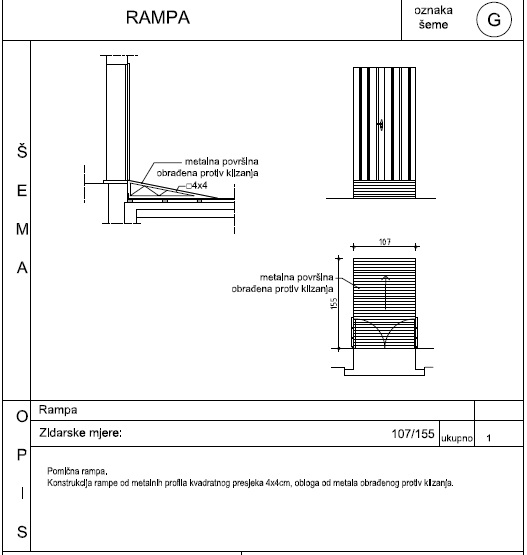 RAMPA
oznaka
šeme
G
Š
E
M
A
metalna površina
obrađena protiv klizanja
□4x4
107
metalna površina
obrađena protiv klizanja
155
O
P
I
S
Rampa
Zidarske mjere:
107/155
ukupno
1
Pomična rampa.
Konstrukcija rampe od metalnih profila kvadratnog presjeka 4x4cm, obloga od metala obrađenog protiv klizanja.